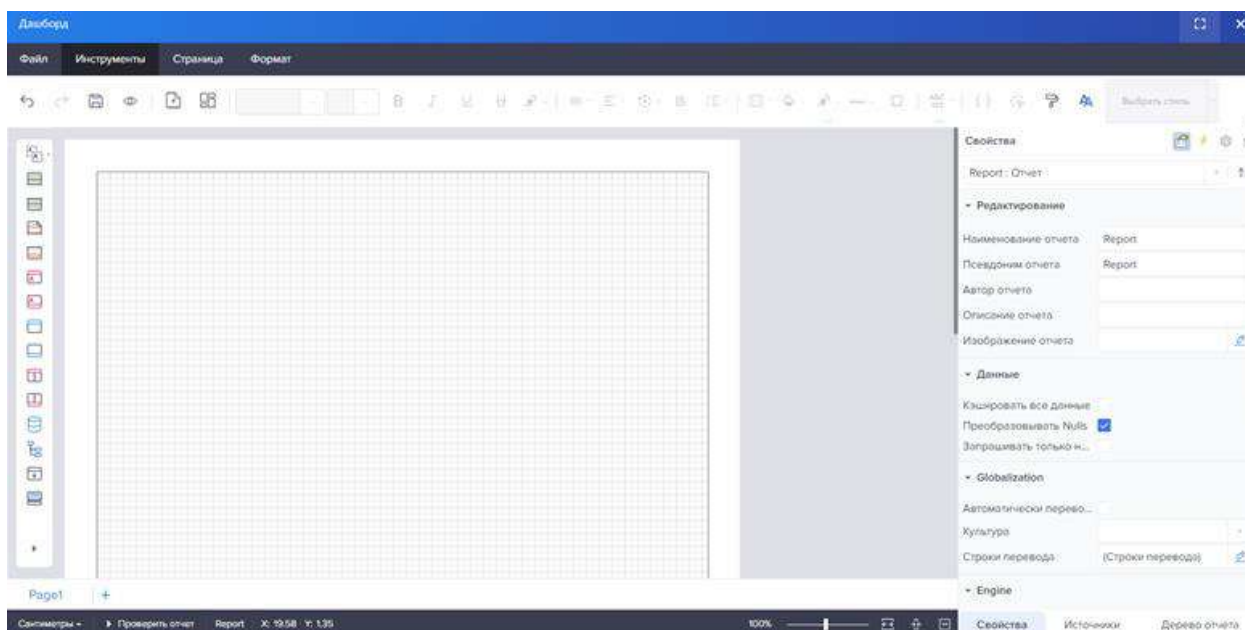 Дашборд
Файл Инструменты Страница Формат
B I U
Выбрать стиль
Свойства
Report : Отчет
Редактирование
Наименование отчета Report
Псевдоним отчета Report
Автор отчета
Описание отчета
Изображение отчета
Данные
Кэшировать все данные
Преобразовывать Nulls
Запрашивать только н...
Globalization
Автоматически перево...
Культура
Строки перевода (Строки перевода)
Engine
Page1 +
Сантиметры Проверить отчет Report X: 19.58 Y: 1.35 100%
Свойства Источники Дерево отчета